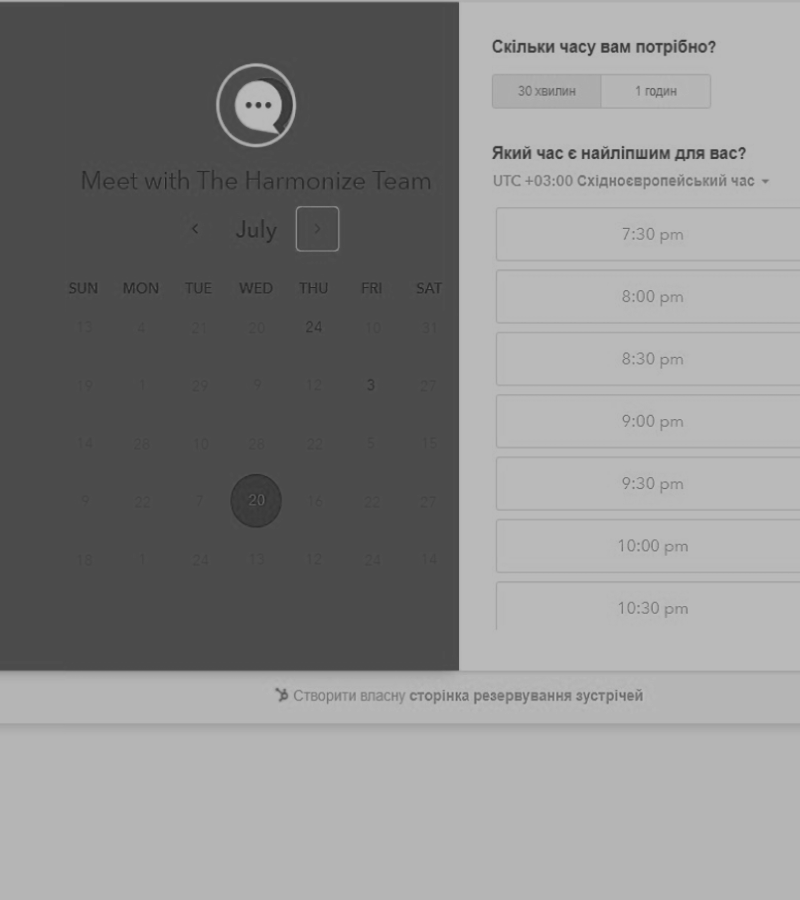 Meet with The Harmonize Team
July
SUN MON TUE WED THU FRI SAT
13 4 21 20 24 10 31
19 29 9 12 3 27
14 28 10 28 22 5 15
9 22 20 16 22 27
18 24 13 12 24 14
Скільки часу вам потрібно?
30 хвилин 1 годин
Який час є найліпшим для вас?
UTC +03:00 Східноєвропейський час
7:30 pm
8:00 pm
8:30 pm
9:00 pm
9:30 pm
10:00 pm
10:30 pm
Створити власну сторінка резервування зустрічей